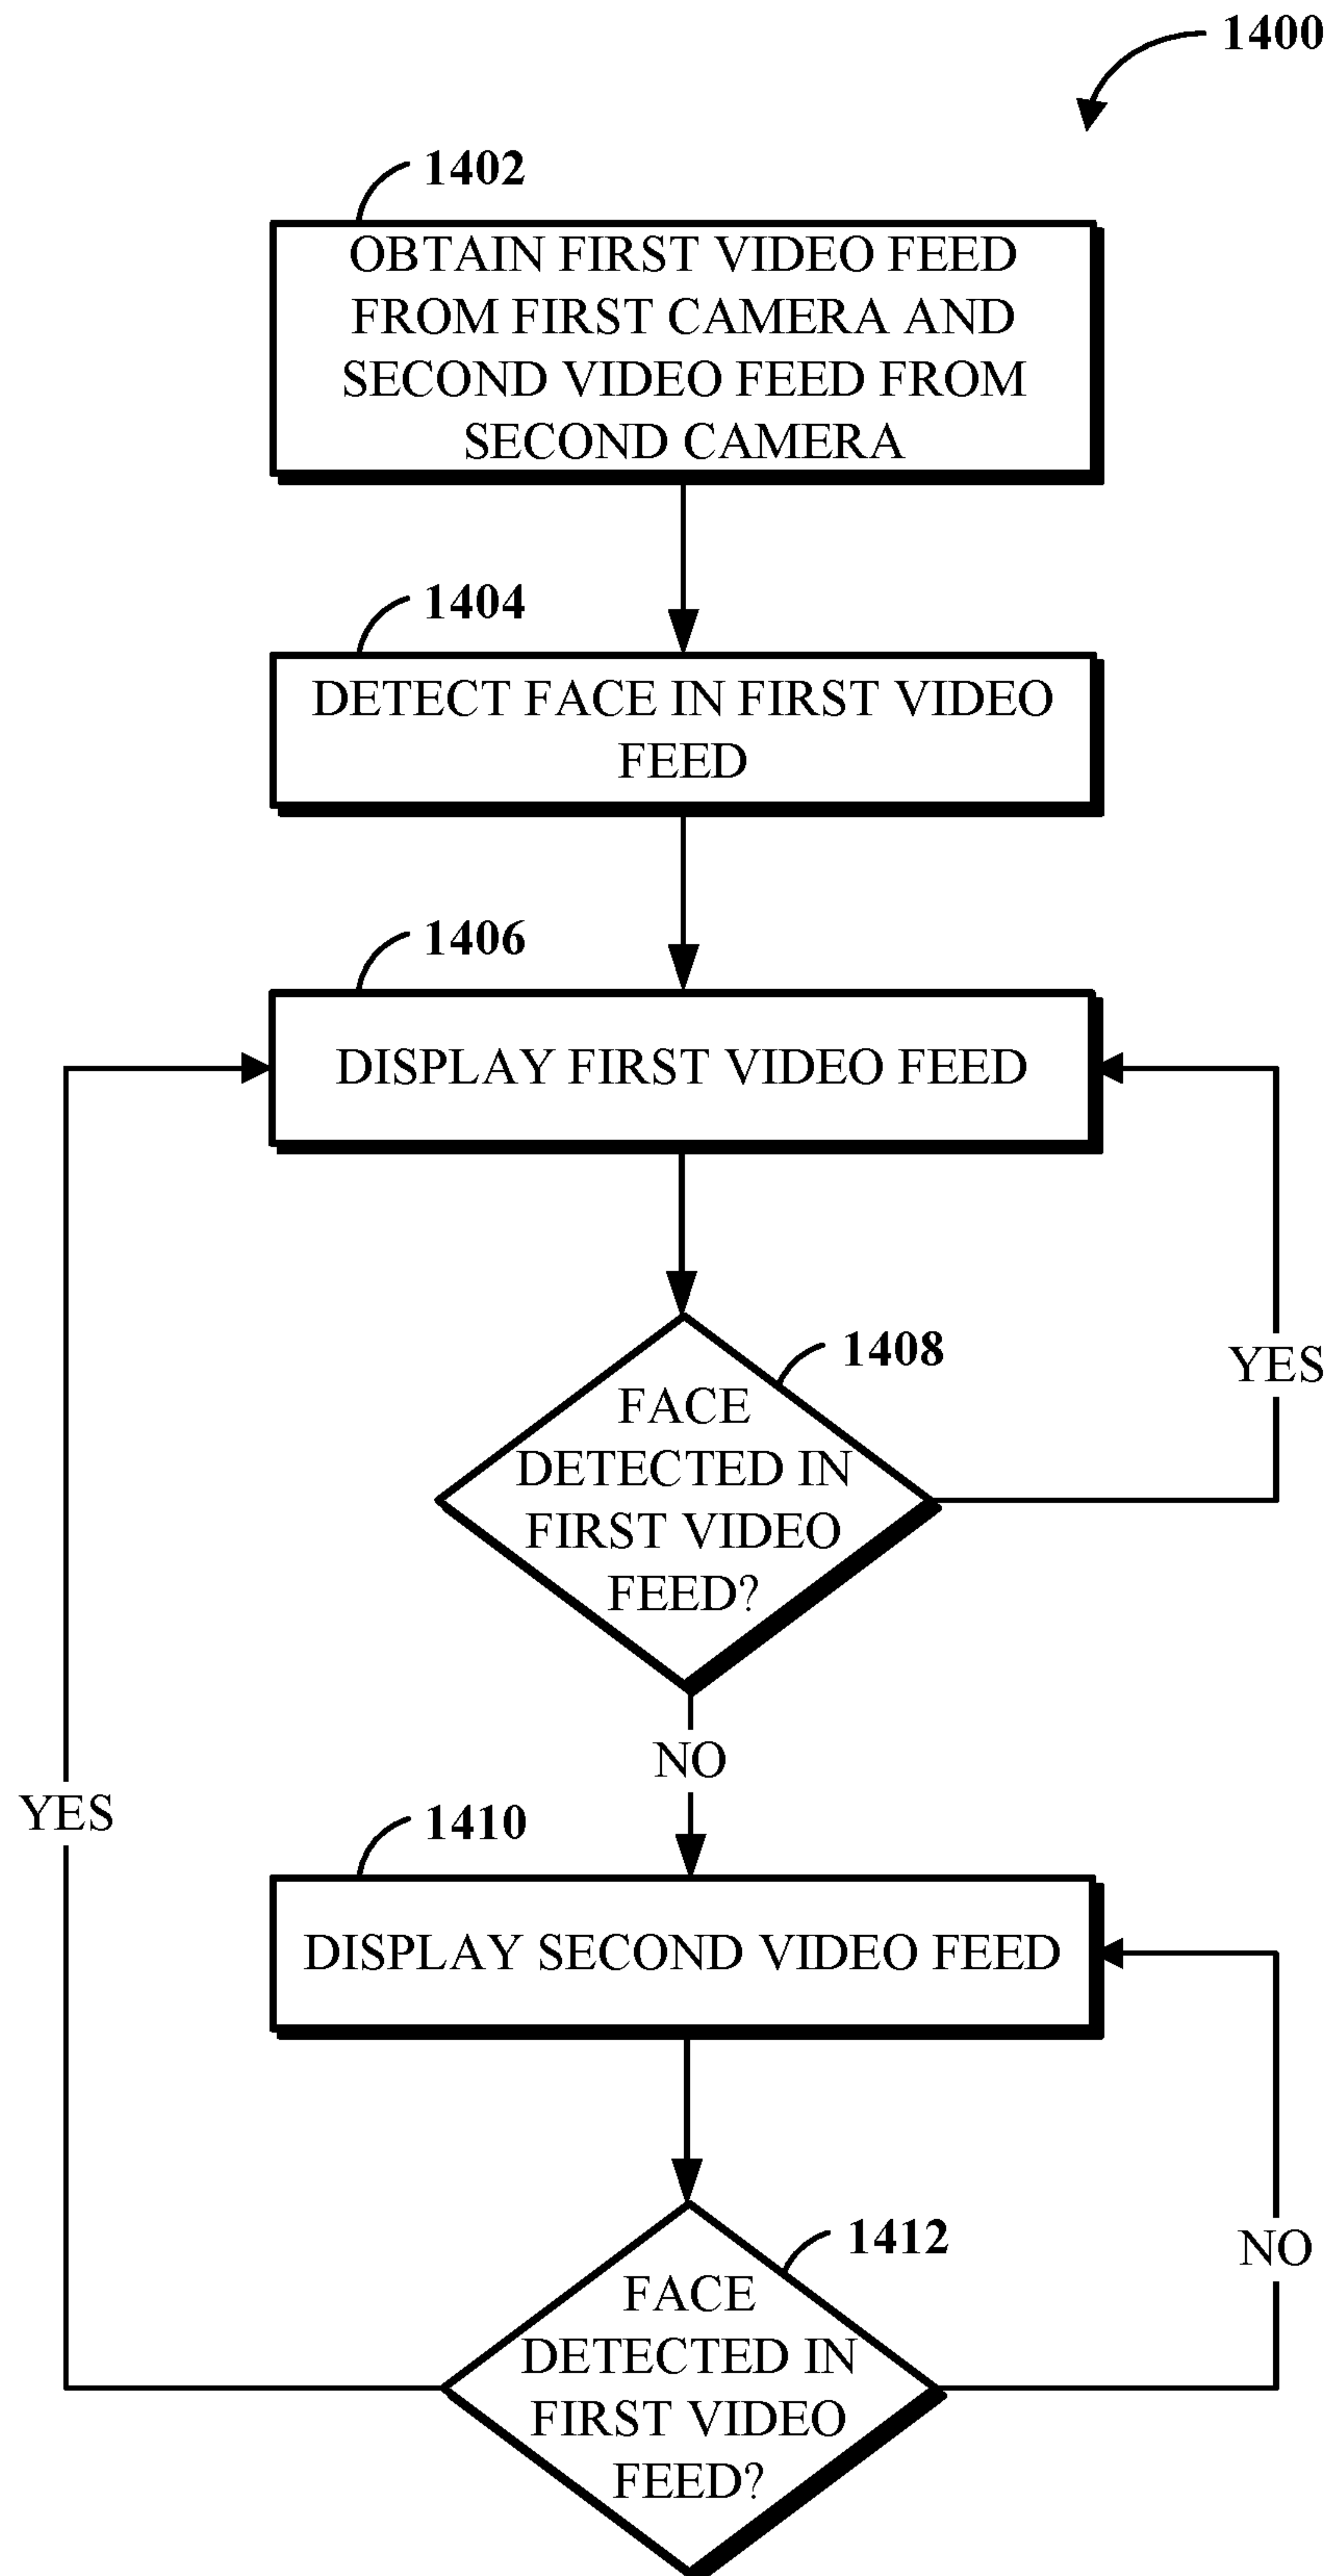 1400
1402
OBTAIN FIRST VIDEO FEED
FROM FIRST CAMERA AND
SECOND VIDEO FEED FROM
SECOND CAMERA
1404
DETECT FACE IN FIRST VIDEO
FEED
1406
DISPLAY FIRST VIDEO FEED
1408
FACE
DETECTED IN
FIRST VIDEO
FEED?
YES
NO
YES
1410
DISPLAY SECOND VIDEO FEED
1412
FACE
DETECTED IN
FIRST VIDEO
FEED?
NO